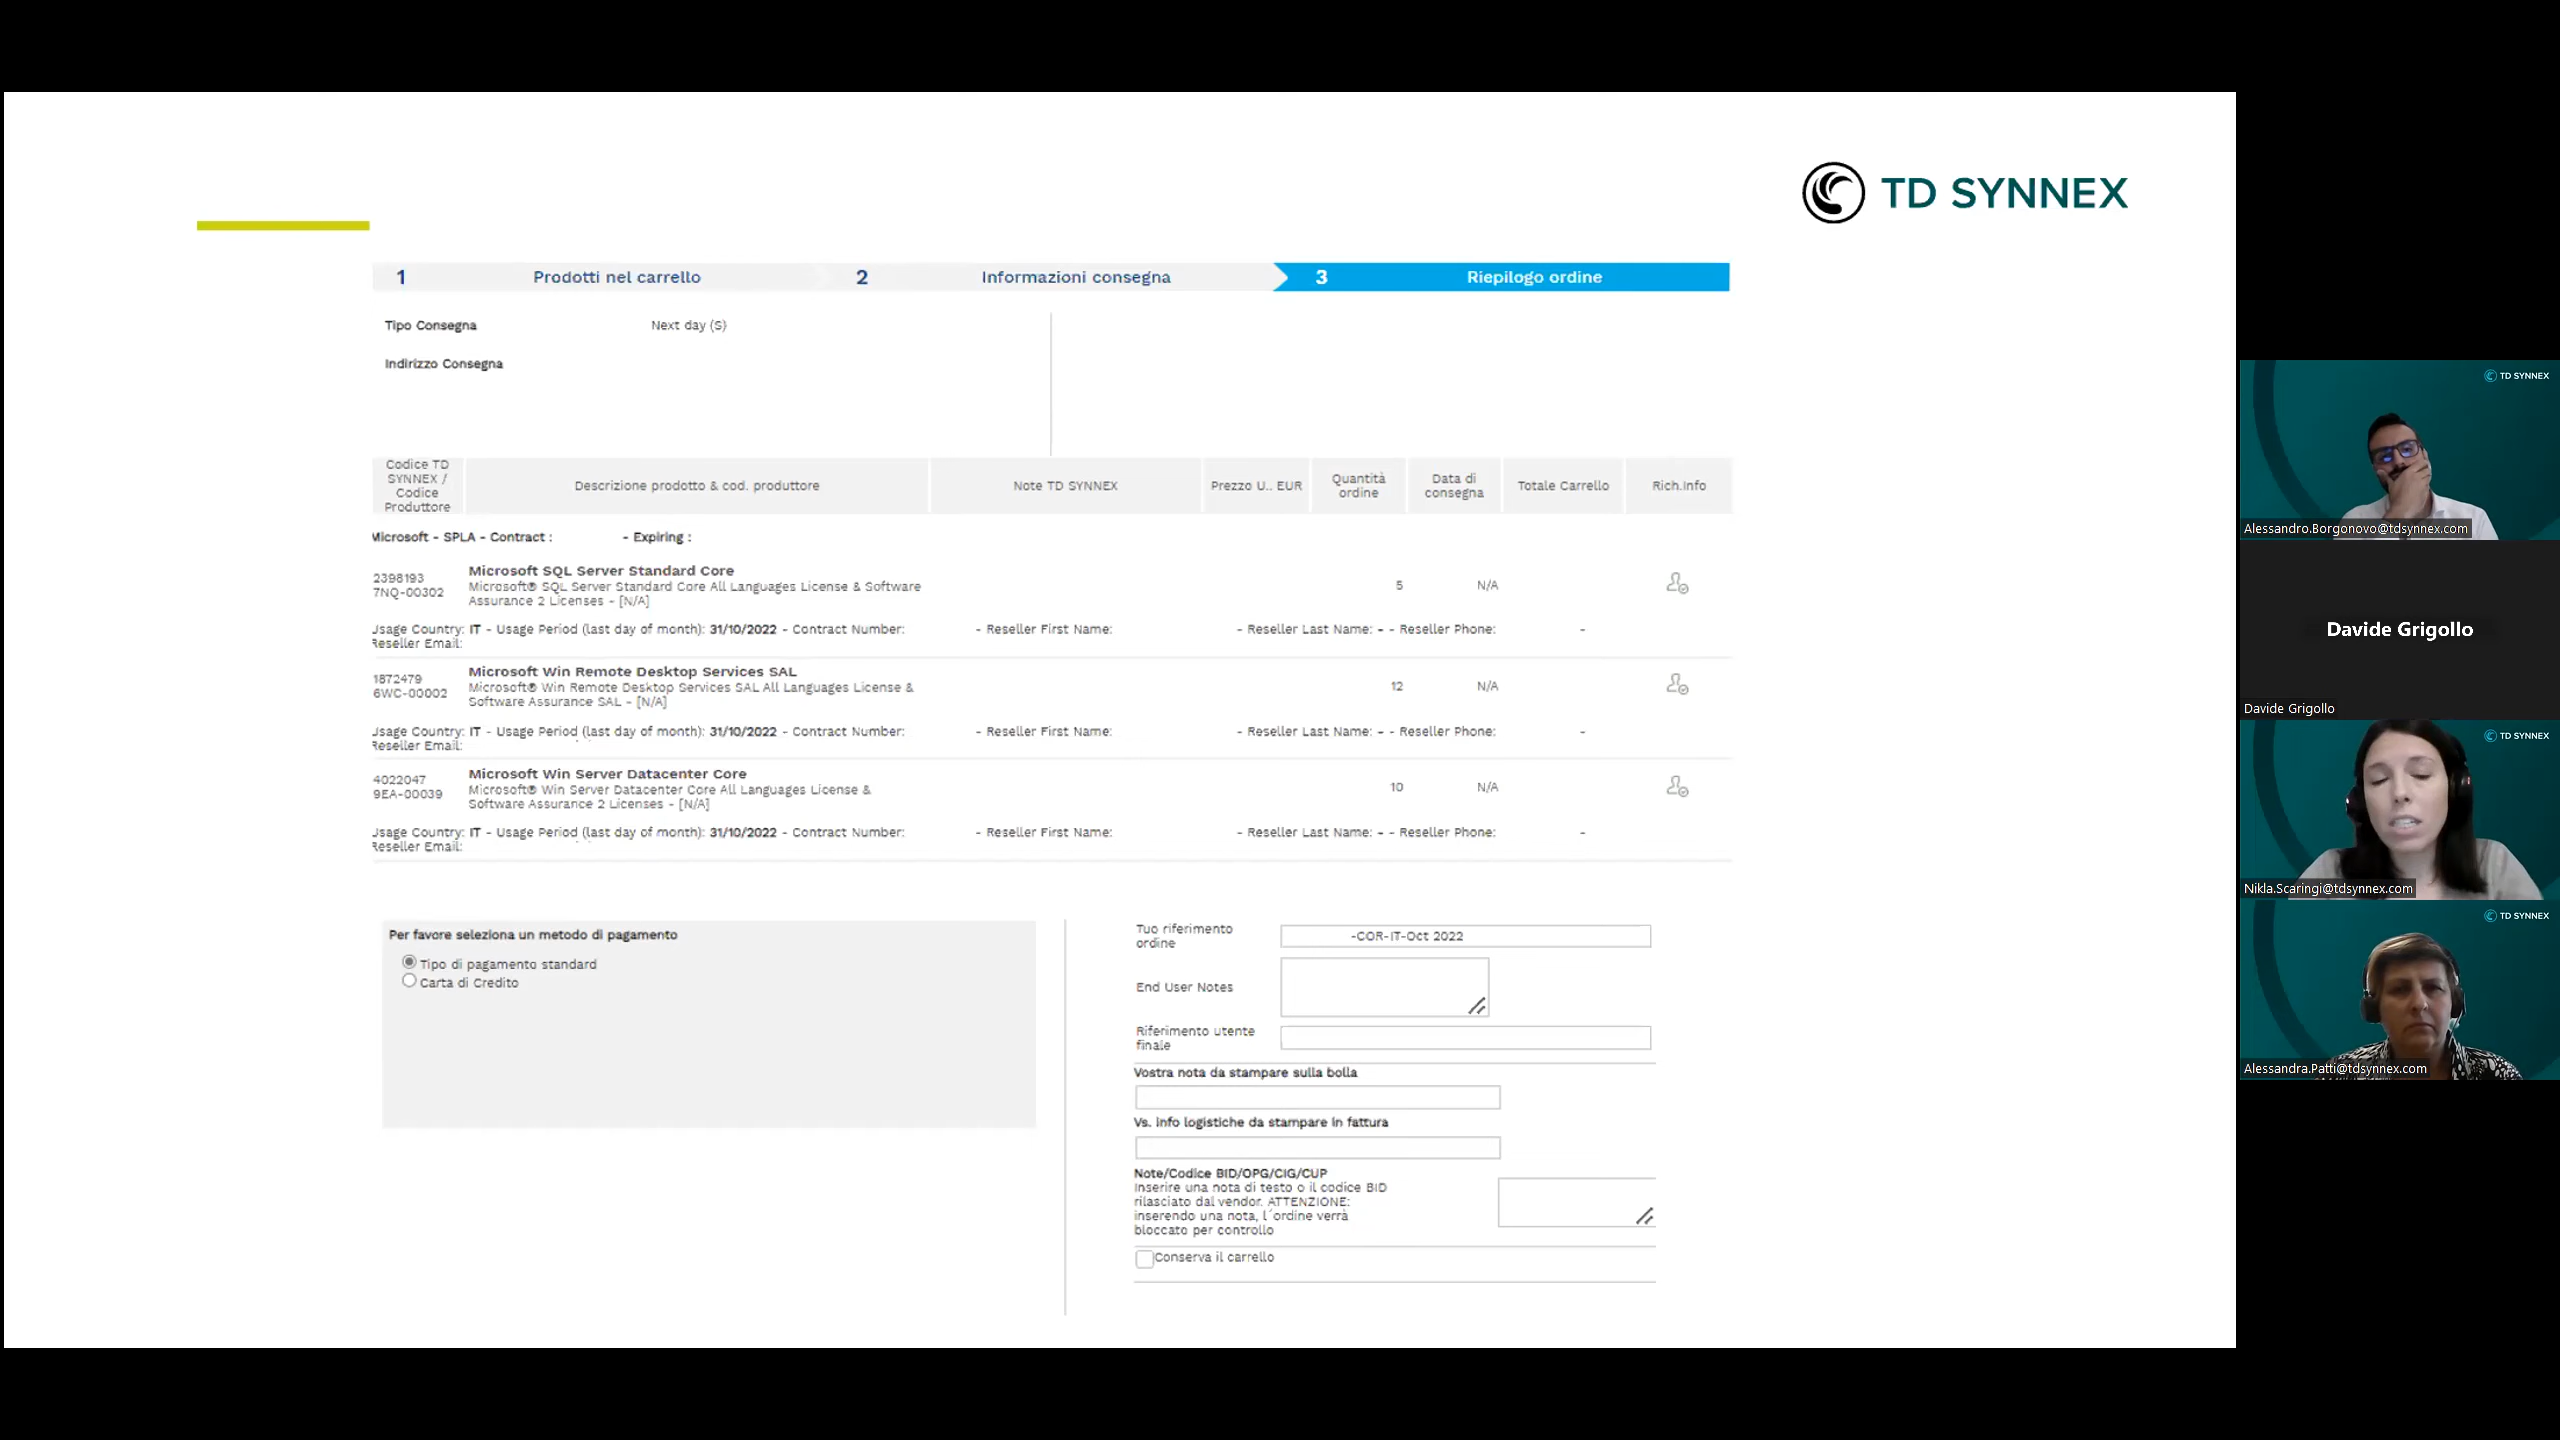 TD SYNNEX
1 Prodotti nel carrello 2 Informazioni consegna 3 Riepilogo ordine
Tipo Consegna Next day (S)
Indirizzo Consegna
Codice TD
SYNNEX /
Codice
Produttore
Descrizione prodotto & cod. produttore
Note TD SYNNEX
Prezzo U.. EUR
Quantità
ordine
Data di
consegna
Totale Carrello
Rich.Info
Microsoft - SPLA - Contract : - Expiring :
2398193
7NQ-00302
Microsoft SQL Server Standard Core
Microsoft® SQL Server Standard Core All Languages License & Software
Assurance 2 Licenses - [N/A]
5 N/A
Usage Country: IT - Usage Period (last day of month): 31/10/2022 - Contract Number: - Reseller First Name: - Reseller Last Name: - - Reseller Phone: -
Reseller Email:
1872479
6WC-00002
Microsoft Win Remote Desktop Services SAL
Microsoft® Win Remote Desktop Services SAL All Languages License &
Software Assurance SAL - [N/A]
12 N/A
Usage Country: IT - Usage Period (last day of month): 31/10/2022 - Contract Number: - Reseller First Name: - Reseller Last Name: - - Reseller Phone: -
Reseller Email:
4022047
9EA-00039
Microsoft Win Server Datacenter Core
Microsoft® Win Server Datacenter Core All Languages License &
Software Assurance 2 Licenses - [N/A]
10 N/A
Usage Country: IT - Usage Period (last day of month): 31/10/2022 - Contract Number: - Reseller First Name: - Reseller Last Name: - - Reseller Phone: -
Reseller Email:
Per favore seleziona un metodo di pagamento
Tipo di pagamento standard
Carta di Credito
Tuo riferimento
ordine
-COR-IT-Oct 2022
End User Notes
Riferimento utente
finale
Vostra nota da stampare sulla bolla
Vs. info logistiche da stampare in fattura
Note/Codice BID/OPG/CIG/CUP
Inserire una nota di testo o il codice BID
rilasciato dal vendor. ATTENZIONE:
inserendo una nota, l´ordine verrà
bloccato per controllo
Conserva il carrello
TD SYNNEX
Alessandro.Borgonovo@tdsynnex.com
Davide Grigollo
Davide Grigollo
TD SYNNEX
Nikla.Scaringi@tdsynnex.com
TD SYNNEX
Alessandra.Patti@tdsynnex.com